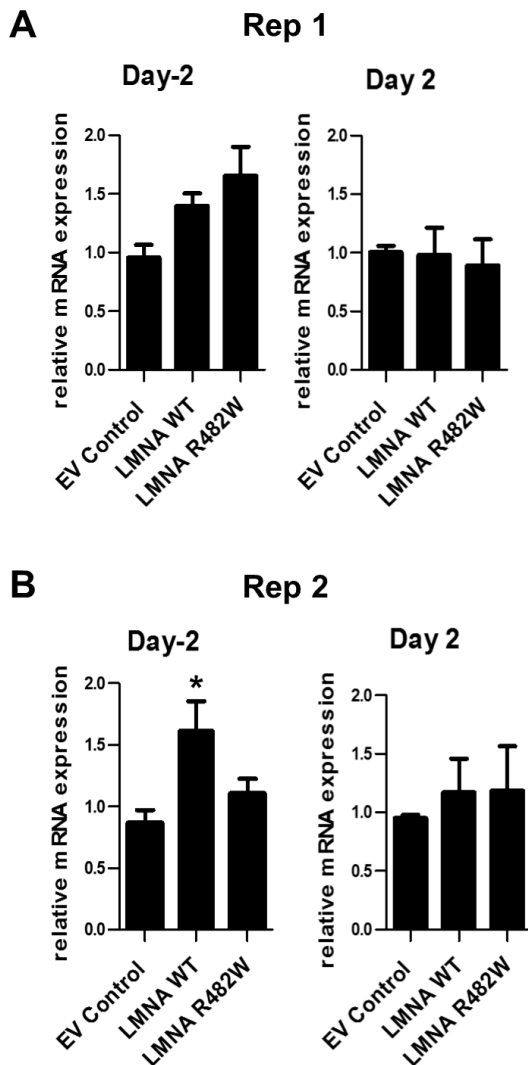 A Rep 1
Day-2
Day 2
relative mRNA expression
2.0
1.5
1.0
0.5
0.0
EV Control
LMNA WT
LMNA R482W
relative mRNA expression
2.0
1.5
1.0
0.5
0.0
EV Control
LMNA WT
LMNA R482W
B Rep 2
Day-2
Day 2
relative mRNA expression
2.0
1.5
1.0
0.5
0.0
*
EV Control
LMNA WT
LMNA R482W
relative mRNA expression
2.0
1.5
1.0
0.5
0.0
EV Control
LMNA WT
LMNA R482W